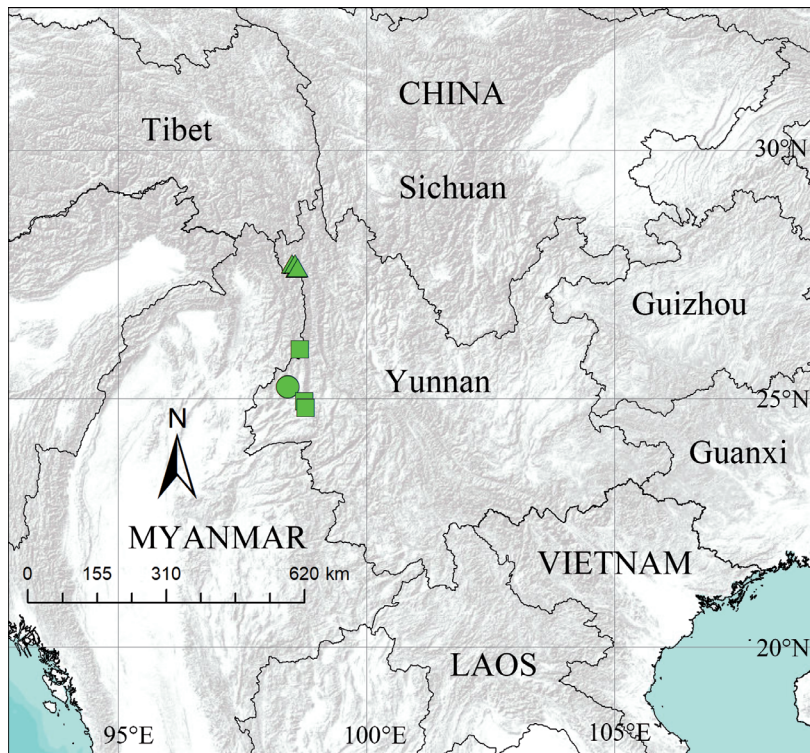 CHINA
Tibet
30°N
Sichuan
Guizhou
Yunnan
25°N
N
Guanxi
MYANMAR
VIETNAM
0 155 310 620 km
LAOS
20°N
95°E 100°E 105°E